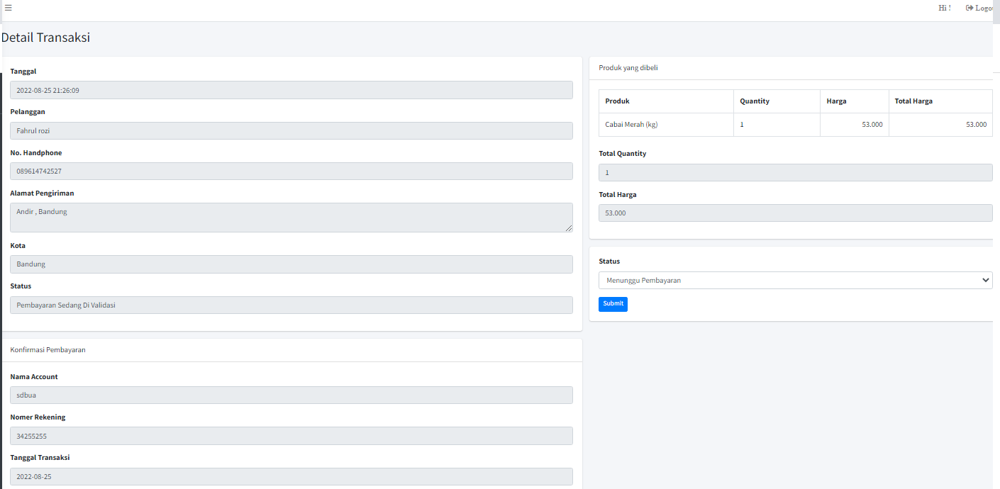 Hi !
Detail Transaksi
Tanggal
2022-08-25 21:26:09
Pelanggan
Fahrul rozi
No. Handphone
089614742527
Alamat Pengiriman
Andir , Bandung
Kota
Bandung
Status
Pembayaran Sedang Di Validasi
Konfirmasi Pembayaran
Nama Account
sdbua
Nomer Rekening
34255255
Tanggal Transaksi
2022-08-25
Produk yang dibeli
Produk Quantity Harga Total Harga
Cabai Merah (kg) 1 53.000 53.000
Total Quantity
1
Total Harga
53.000
Status
Menunggu Pembayaran
Submit